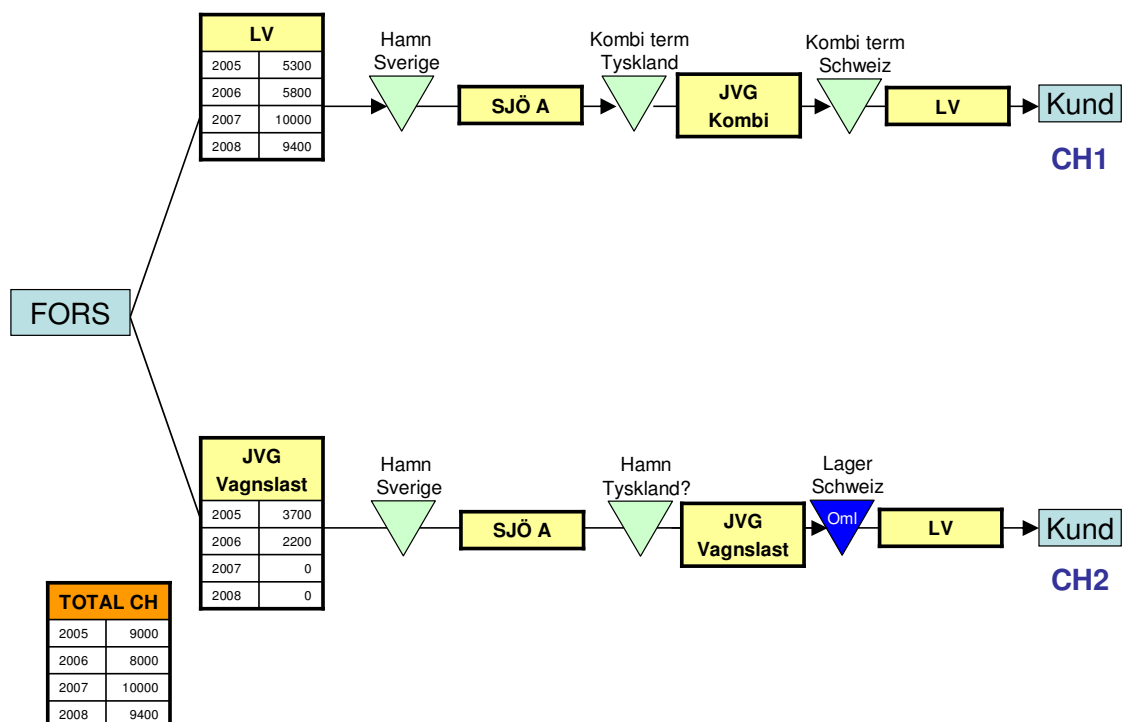 LV
2005 5300
2006 5800
2007 10000
2008 9400
Hamn
Sverige
SJÖ A
Kombi term
Tyskland
JVG
Kombi
Kombi term
Schweiz
LV
Kund
CH1
FORS
JVG
Vagnslast
2005 3700
2006 2200
2007 0
2008 0
Hamn
Sverige
SJÖ A
Hamn
Tyskland?
JVG
Vagnslast
Lager
Schweiz
Oml
LV
Kund
CH2
TOTAL CH
2005 9000
2006 8000
2007 10000
2008 9400